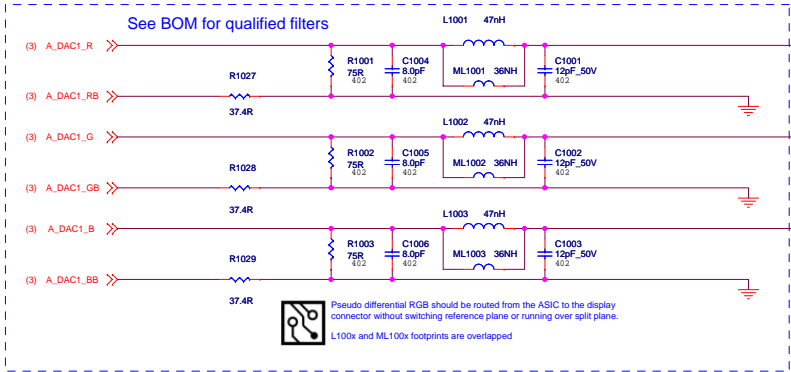 See BOM for qualified filters
L1001 47nH
(3) A_DAC1_R
R1001
75R
402
C1004
8.0pF
402
ML1001 36NH
C1001
12pF_50V
402
R1027
(3) A_DAC1_RB
37.4R
L1002 47nH
(3) A_DAC1_G
R1002
75R
402
C1005
8.0pF
402
ML1002 36NH
C1002
12pF_50V
402
R1028
(3) A_DAC1_GB
37.4R
L1003 47nH
(3) A_DAC1_B
R1003
75R
402
C1006
8.0pF
402
ML1003 36NH
C1003
12pF_50V
402
R1029
(3) A_DAC1_BB
37.4R
Pseudo differential RGB should be routed from the ASIC to the display
connector without switching reference plane or running over split plane.
L100x and ML100x footprints are overlapped